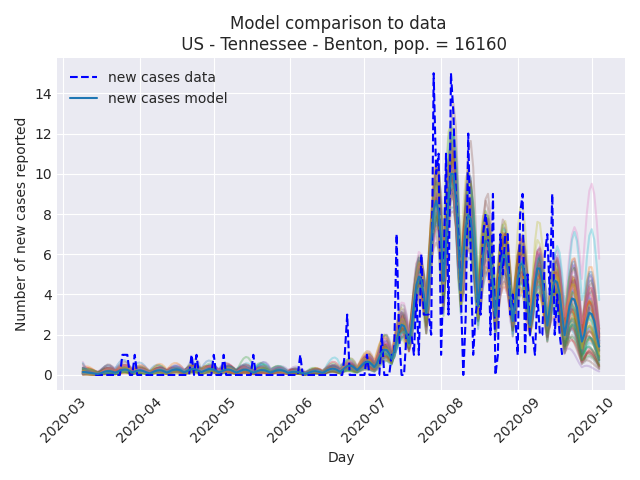 Model comparison to data
US - Tennessee - Benton, pop. = 16160
new cases data
new cases model
Number of new cases reported
14
12
10
8
6
4
2
0
2020-03
2020-04
2020-05
2020-06
2020-07
2020-08
2020-09
2020-10
Day